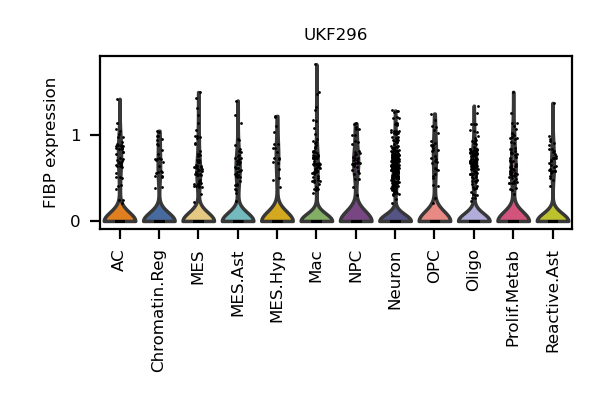 UKF296
FIBP expression
1
0
AC
Chromatin.Reg
MES
MES.Ast
MES.Hyp
Mac
NPC
Neuron
OPC
Oligo
Prolif.Metab
Reactive.Ast